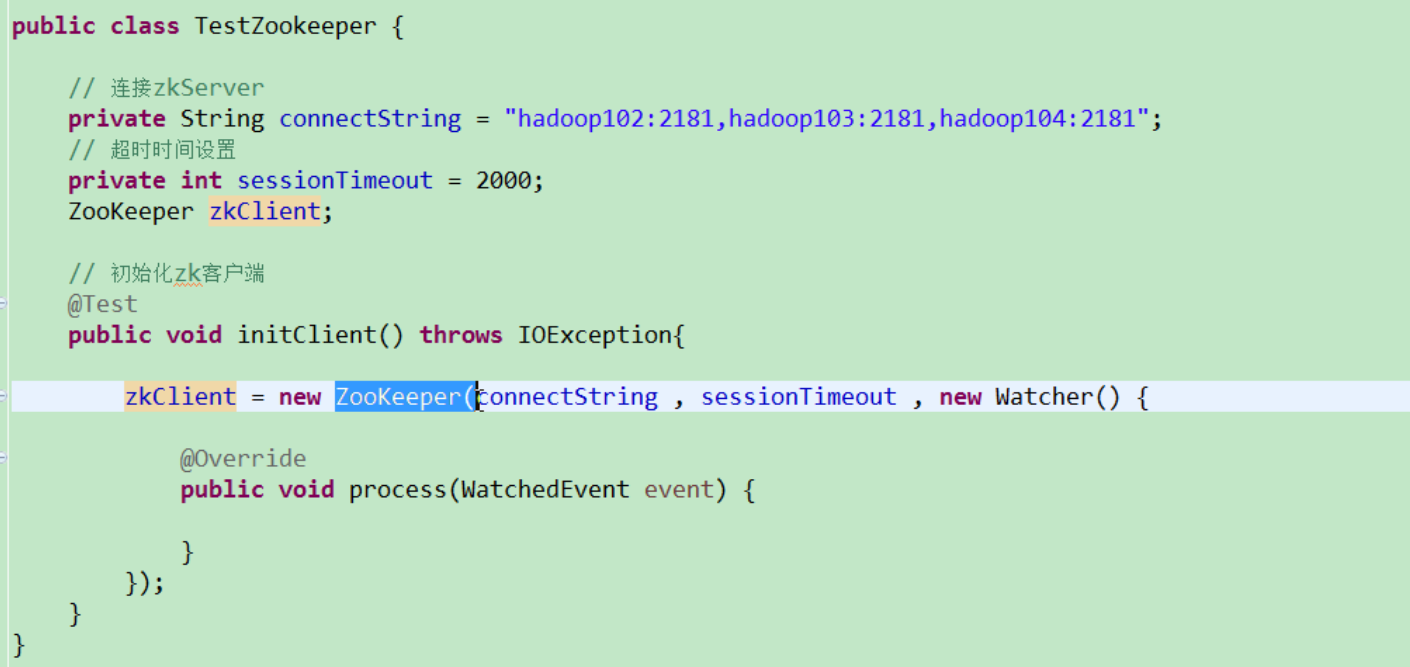 public class TestZookeeper {
// 连接zkServer
private String connectString = "hadoop102:2181,hadoop103:2181,hadoop104:2181";
// 超时时间设置
private int sessionTimeout = 2000;
ZooKeeper zkClient;
// 初始化zk客户端
@Test
public void initClient() throws IOException{
zkClient = new ZooKeeper(connectString , sessionTimeout , new Watcher() {
@Override
public void process(WatchedEvent event) {
}
});
}
}